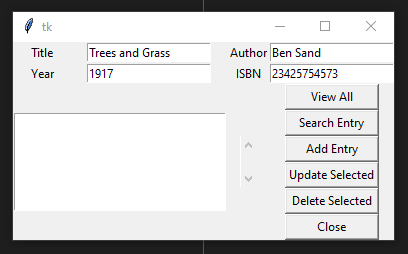 tk
Title Trees and Grass Author Ben Sand
Year 1917 ISBN 23425754573
View All
Search Entry
Add Entry
Update Selected
Delete Selected
Close